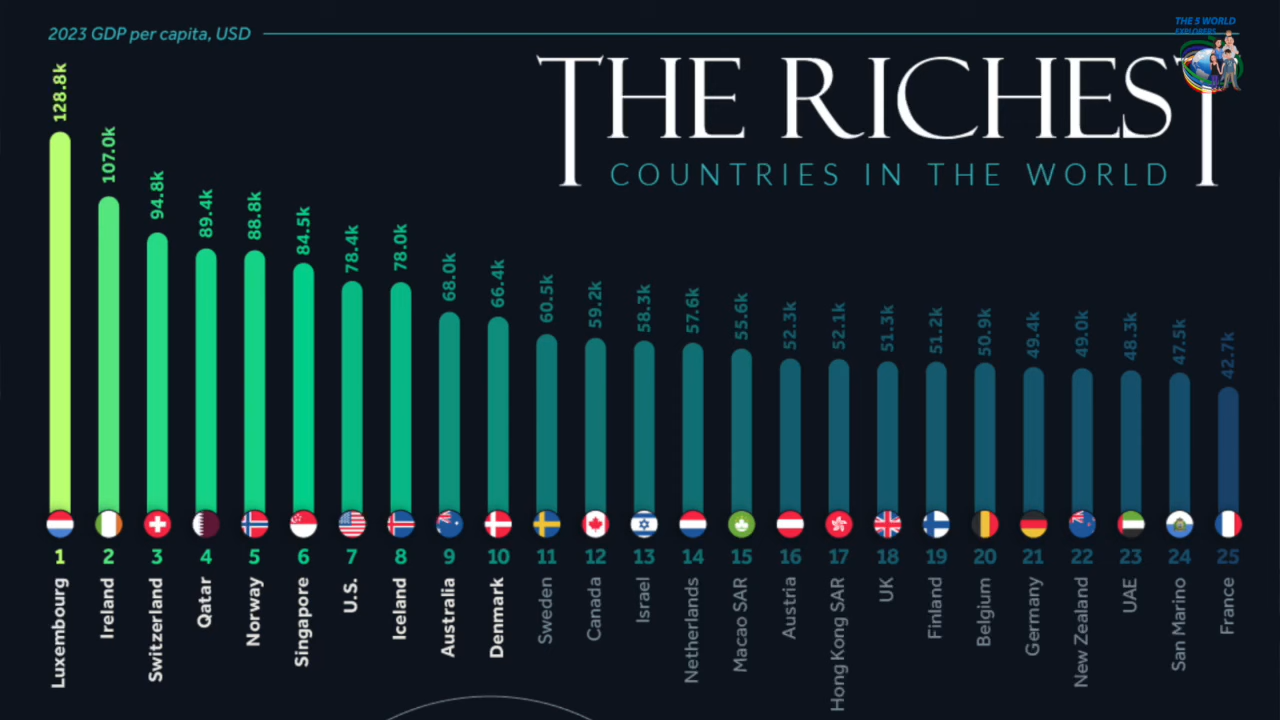 2023 GDP per capita, USD
THE 5 WORLD
EXPLORERS
THE RICHEST
COUNTRIES IN THE WORLD
128.8k
107.0k
94.8k
89.4k
88.8k
84.5k
78.4k
78.0k
68.0k
66.4k
60.5k
59.2k
58.3k
57.6k
55.6k
52.3k
52.1k
51.3k
51.2k
50.9k
49.4k
49.0k
48.3k
47.5k
42.7k
1 2 3 4 5 6 7 8 9 10 11 12 13 14 15 16 17 18 19 20 21 22 23 24 25
Luxembourg
Ireland
Switzerland
Qatar
Norway
Singapore
U.S.
Iceland
Australia
Denmark
Sweden
Canada
Israel
Netherlands
Macao SAR
Austria
Hong Kong SAR
UK
Finland
Belgium
Germany
New Zealand
UAE
San Marino
France